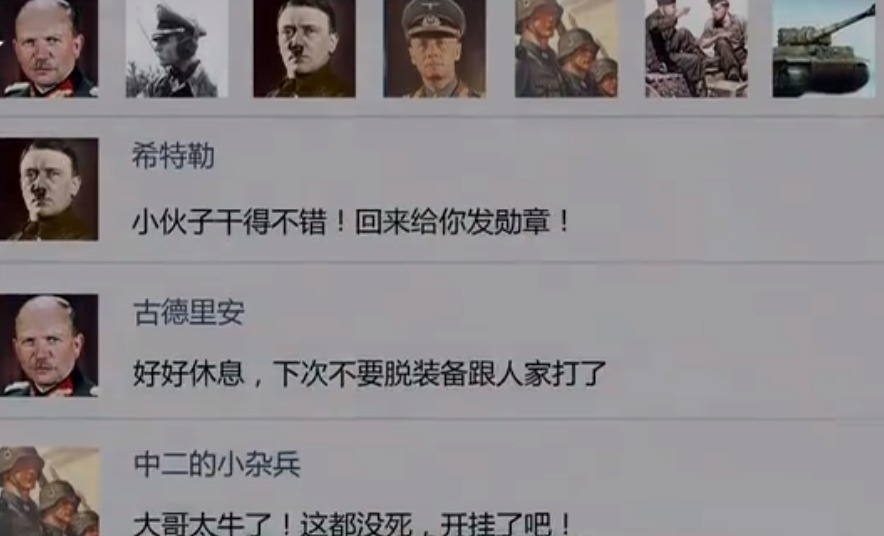 希特勒
小伙子干得不错！回来给你发勋章！
古德里安
好好休息，下次不要脱装备跟人家打了
中二的小杂兵
大哥太牛了！这都没死，开挂了吧！